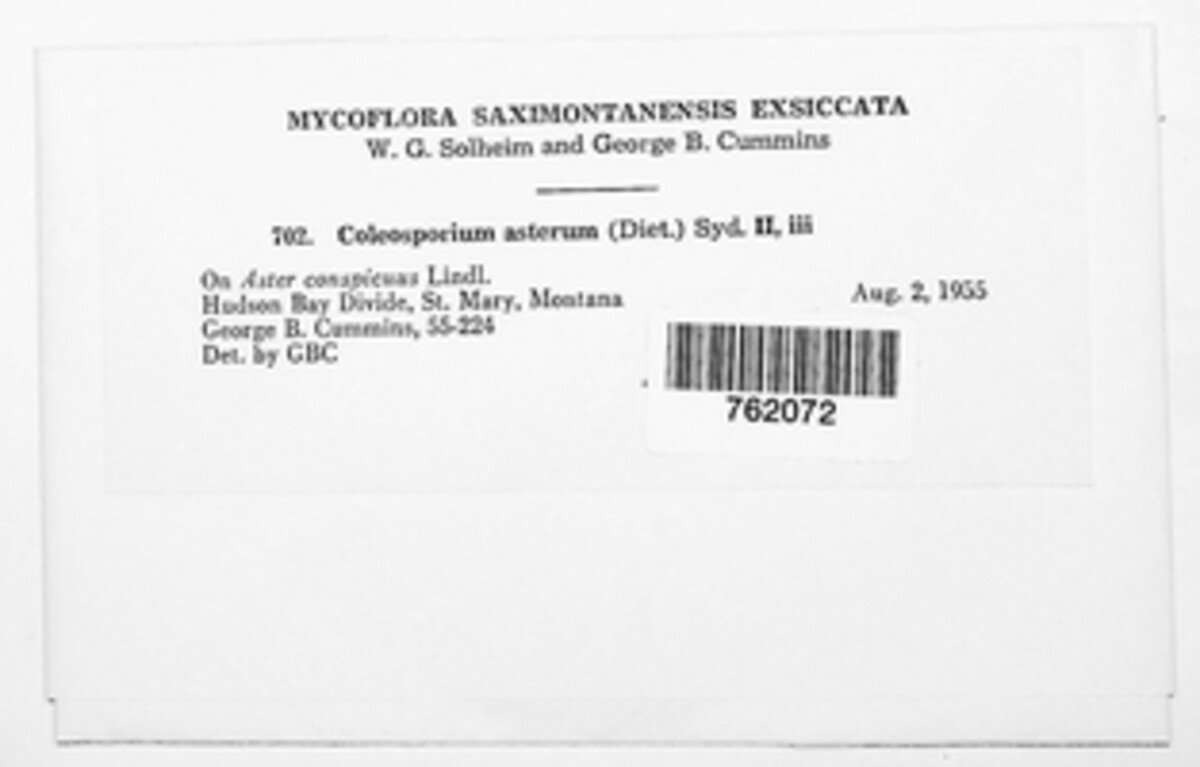 MYCOFLORA SAXIMONTANENSIS EXSICCATA
W. G. Solheim and George B. Cummins
702. Coleosporium asterum (Diet.) Syd. II, iii
On Aster conspicuus Lindl.
Hudson Bay Divide, St. Mary, Montana
Aug. 2, 1955
George B. Cummins, 55-224
Det. by GBC
762072